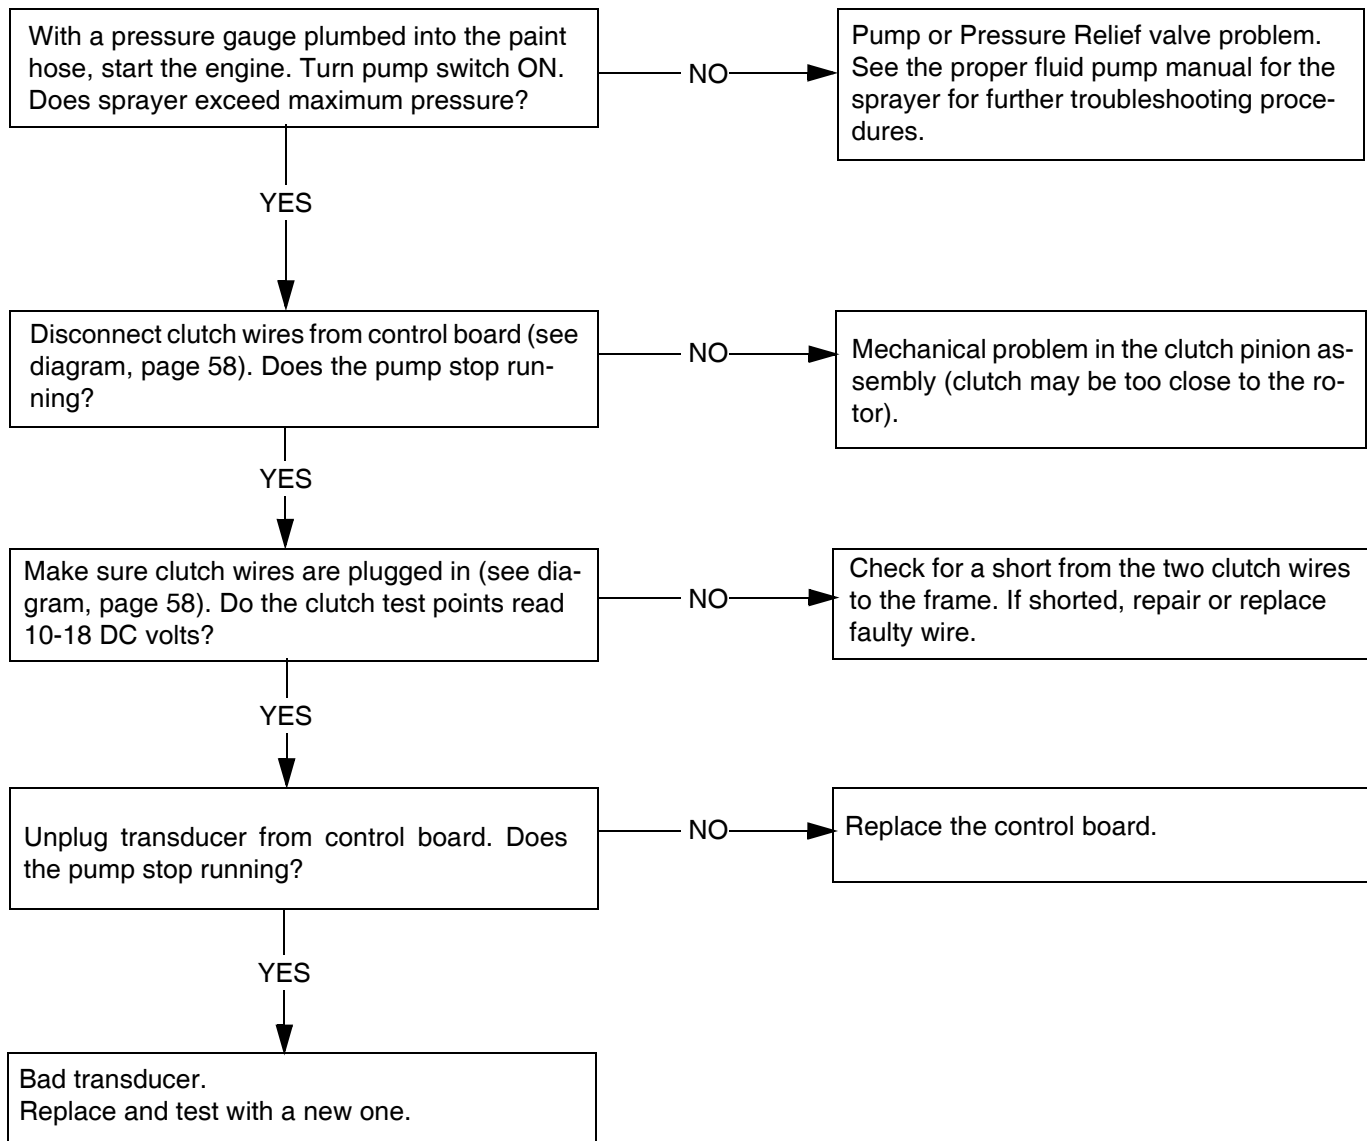 With a pressure gauge plumbed into the paint
hose, start the engine. Turn pump switch ON.
Does sprayer exceed maximum pressure?
NO
Pump or Pressure Relief valve problem.
See the proper fluid pump manual for the
sprayer for further troubleshooting proce-
dures.
YES
Disconnect clutch wires from control board (see
diagram, page 58). Does the pump stop run-
ning?
NO
Mechanical problem in the clutch pinion as-
sembly (clutch may be too close to the ro-
tor).
YES
Make sure clutch wires are plugged in (see dia-
gram, page 58). Do the clutch test points read
10-18 DC volts?
NO
Check for a short from the two clutch wires
to the frame. If shorted, repair or replace
faulty wire.
YES
Unplug transducer from control board. Does
the pump stop running?
NO
Replace the control board.
YES
Bad transducer.
Replace and test with a new one.